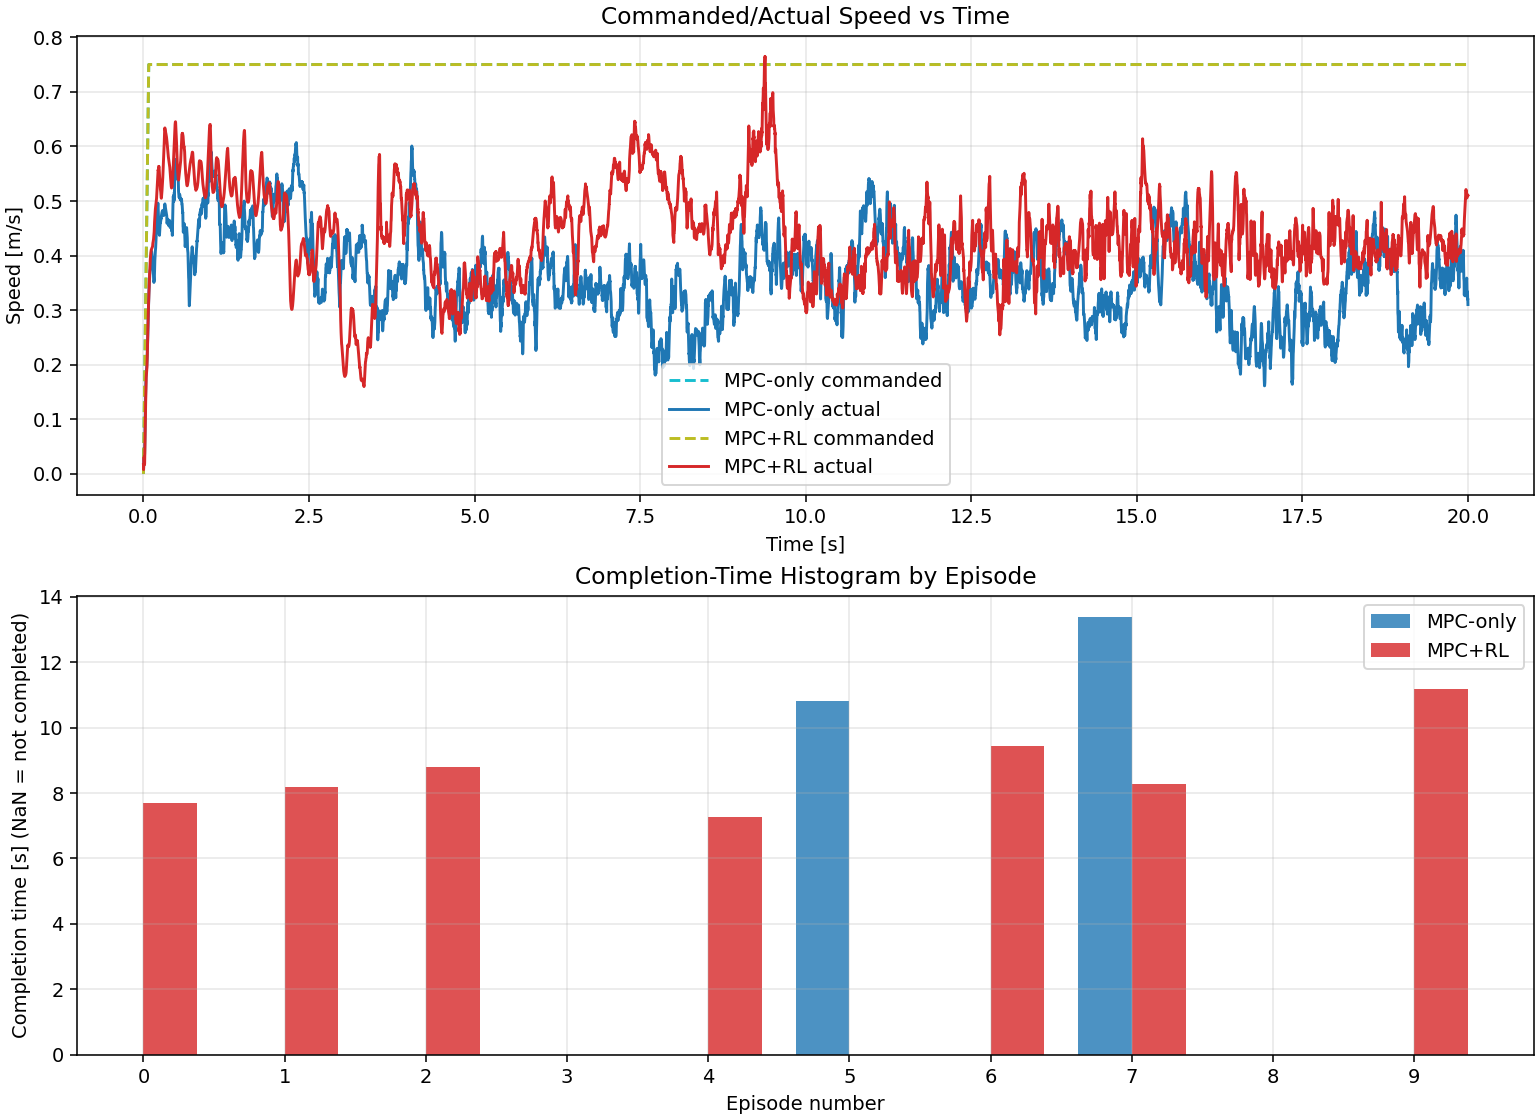 Commanded/Actual Speed vs Time
Speed [m/s]
0.8
0.7
0.6
0.5
0.4
0.3
0.2
0.1
0.0
MPC-only commanded
MPC-only actual
MPC+RL commanded
MPC+RL actual
0.0 2.5 5.0 7.5 10.0 12.5 15.0 17.5 20.0
Time [s]
Completion-Time Histogram by Episode
Completion time [s] (NaN = not completed)
14
12
10
8
6
4
2
0
MPC-only
MPC+RL
0 1 2 3 4 5 6 7 8 9
Episode number